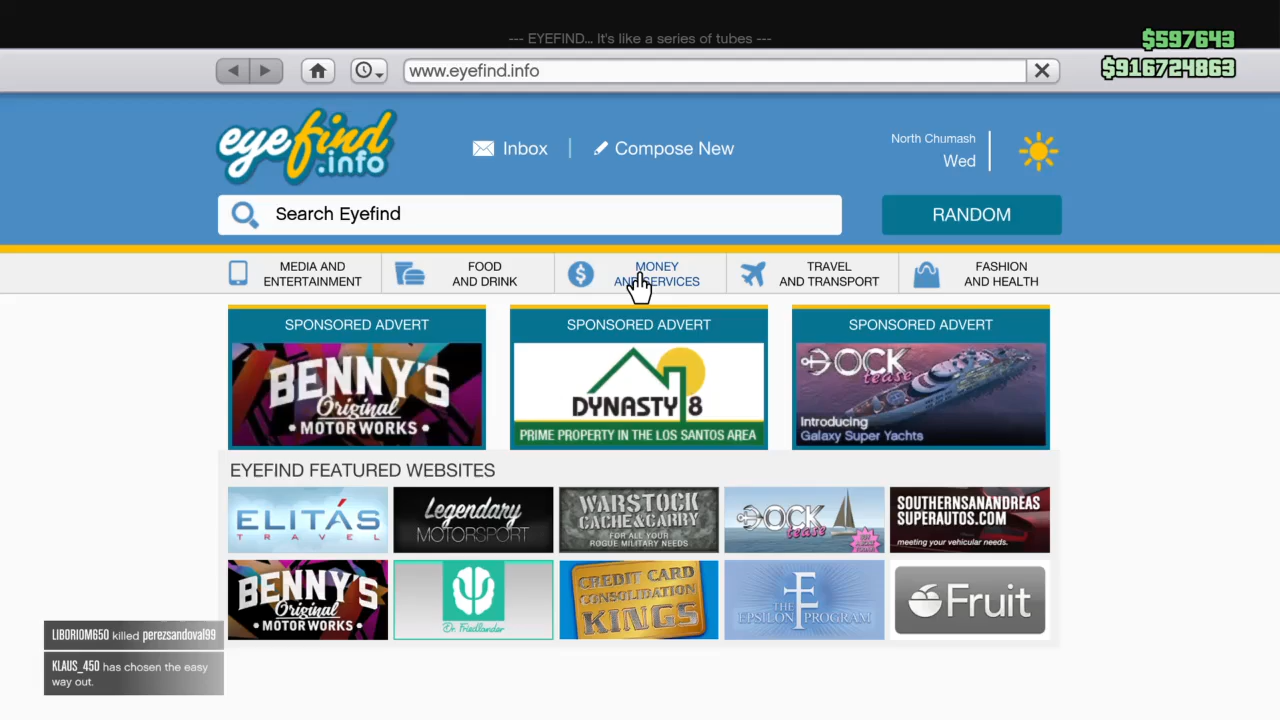 --- EYEFIND... It's like a series of tubes ---
$597643
$916724863
www.eyefind.info
eyefind
.info
Inbox
Compose New
North Chumash
Wed
Search Eyefind
RANDOM
MEDIA AND
ENTERTAINMENT
FOOD
AND DRINK
MONEY
AND SERVICES
TRAVEL
AND TRANSPORT
FASHION
AND HEALTH
SPONSORED ADVERT
BENNY'S
Original
• MOTORWORKS •
SPONSORED ADVERT
DYNASTY 8
PRIME PROPERTY IN THE LOS SANTOS AREA
SPONSORED ADVERT
DOCK
tease
Introducing
Galaxy Super Yachts
EYEFIND FEATURED WEBSITES
ELITÁS
TRAVEL
Legendary
MOTORSPORT
WARSTOCK
CACHE & CARRY
FOR ALL YOUR
ROGUE MILITARY NEEDS
DOCK
tease
SOUTHERNSANANDREAS
SUPERAUTOS.COM
meeting your vehicular needs.
BENNY'S
Original
• MOTORWORKS •
Dr. Friedlander
CREDIT CARD
CONSOLIDATION
KINGS
THE
EPSILON PROGRAM
Fruit
LIBORIOM650 killed perezsandoval99
KLAUS_450 has chosen the easy
way out.